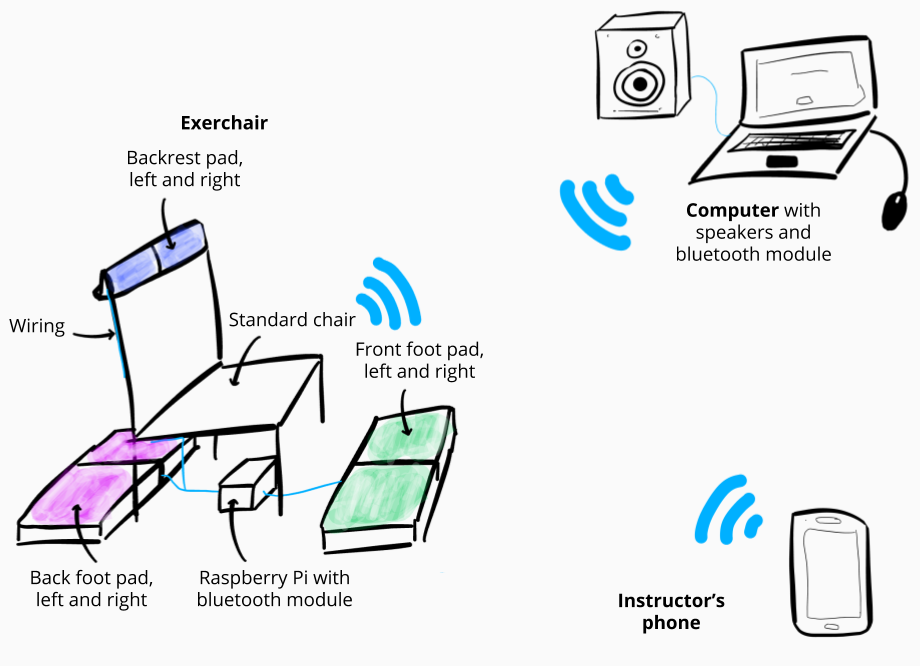 Exerchair
Backrest pad,
left and right
Wiring
Standard chair
Front foot pad,
left and right
Back foot pad,
left and right
Raspberry Pi with
bluetooth module
Computer with
speakers and
bluetooth module
Instructor’s
phone